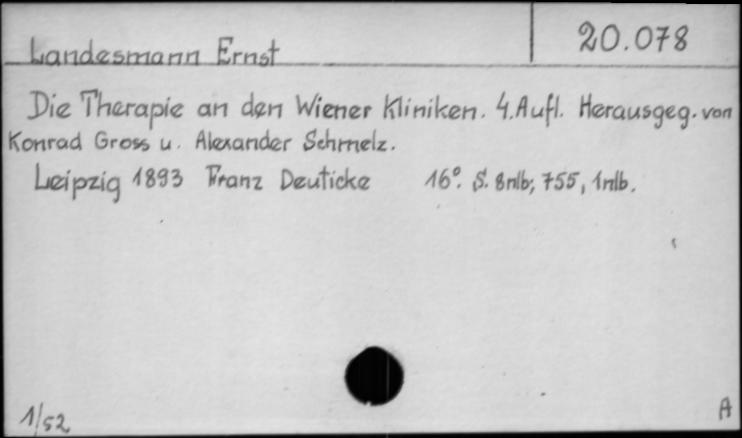 Landesmann Ernst
20.078
Die Therapie an den Wiener Kliniken. 4. Aufl. Herausgeg. von
Konrad Gross u. Alexander Schmelz.
Leipzig 1893 Franz Deuticke 16°. S. 8nlb; 755, 1nlb.
1/52
A